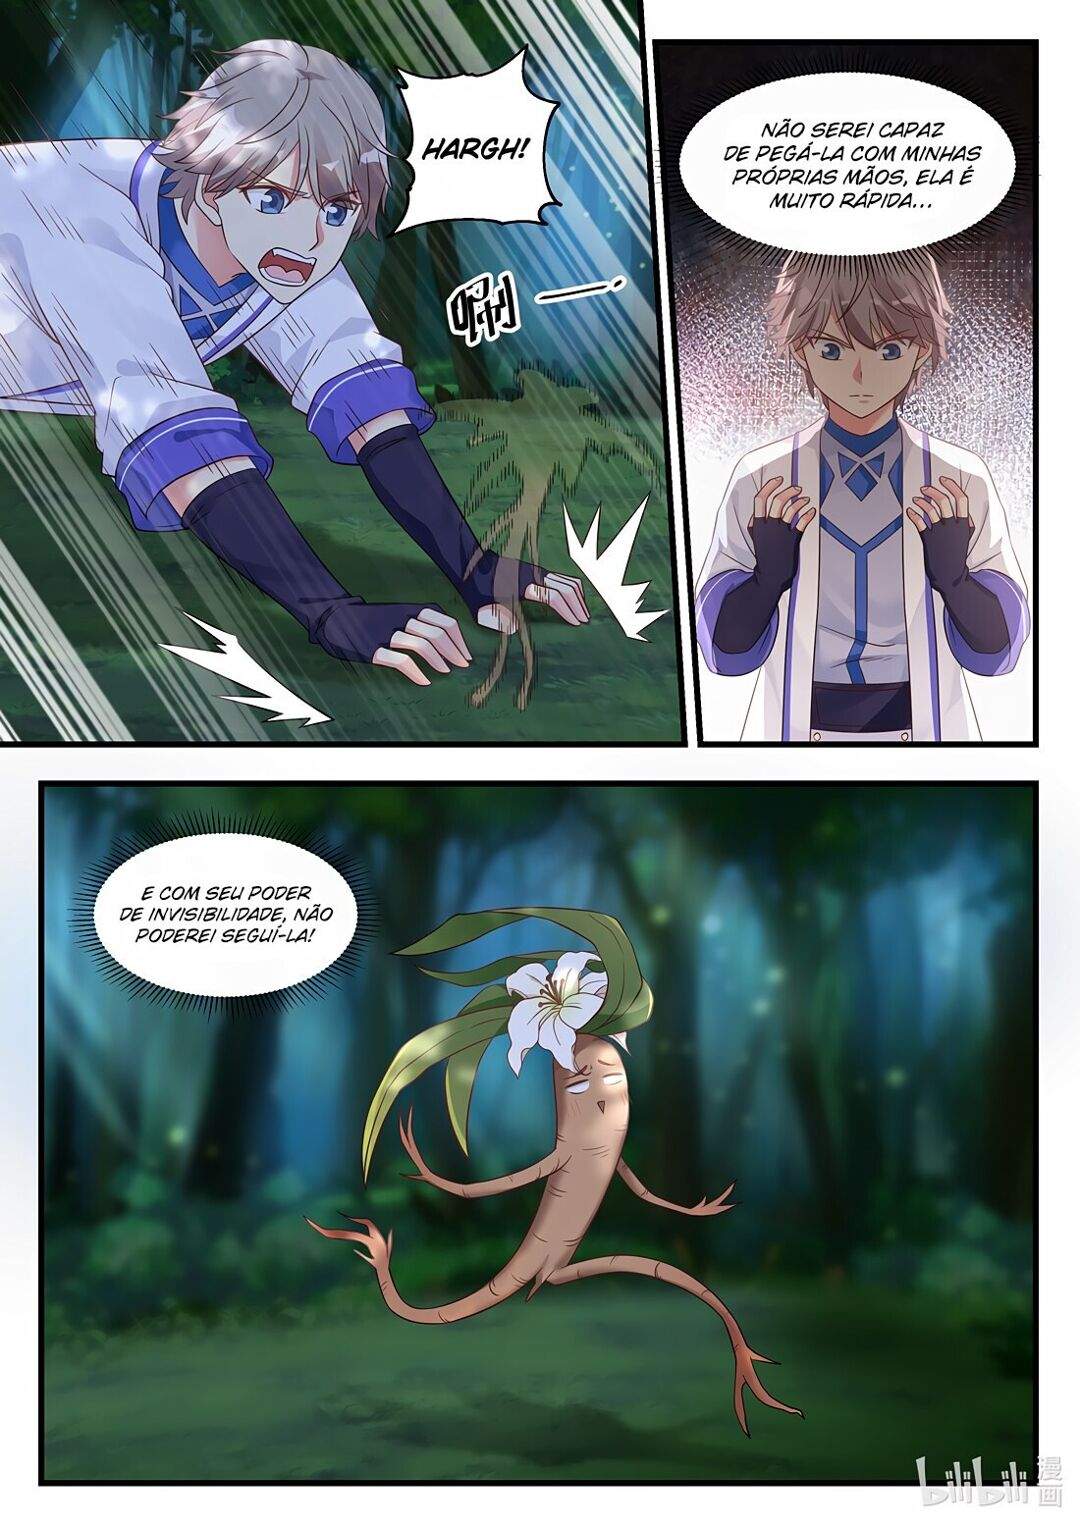 HARGH!
NÃO SEREI CAPAZ
DE PEGÁ-LA COM MINHAS
PRÓPRIAS MÃOS, ELA É
MUITO RÁPIDA...
E COM SEU PODER
DE INVISIBILIDADE, NÃO
PODEREI SEGUÍ-LA!
bilibili 漫画